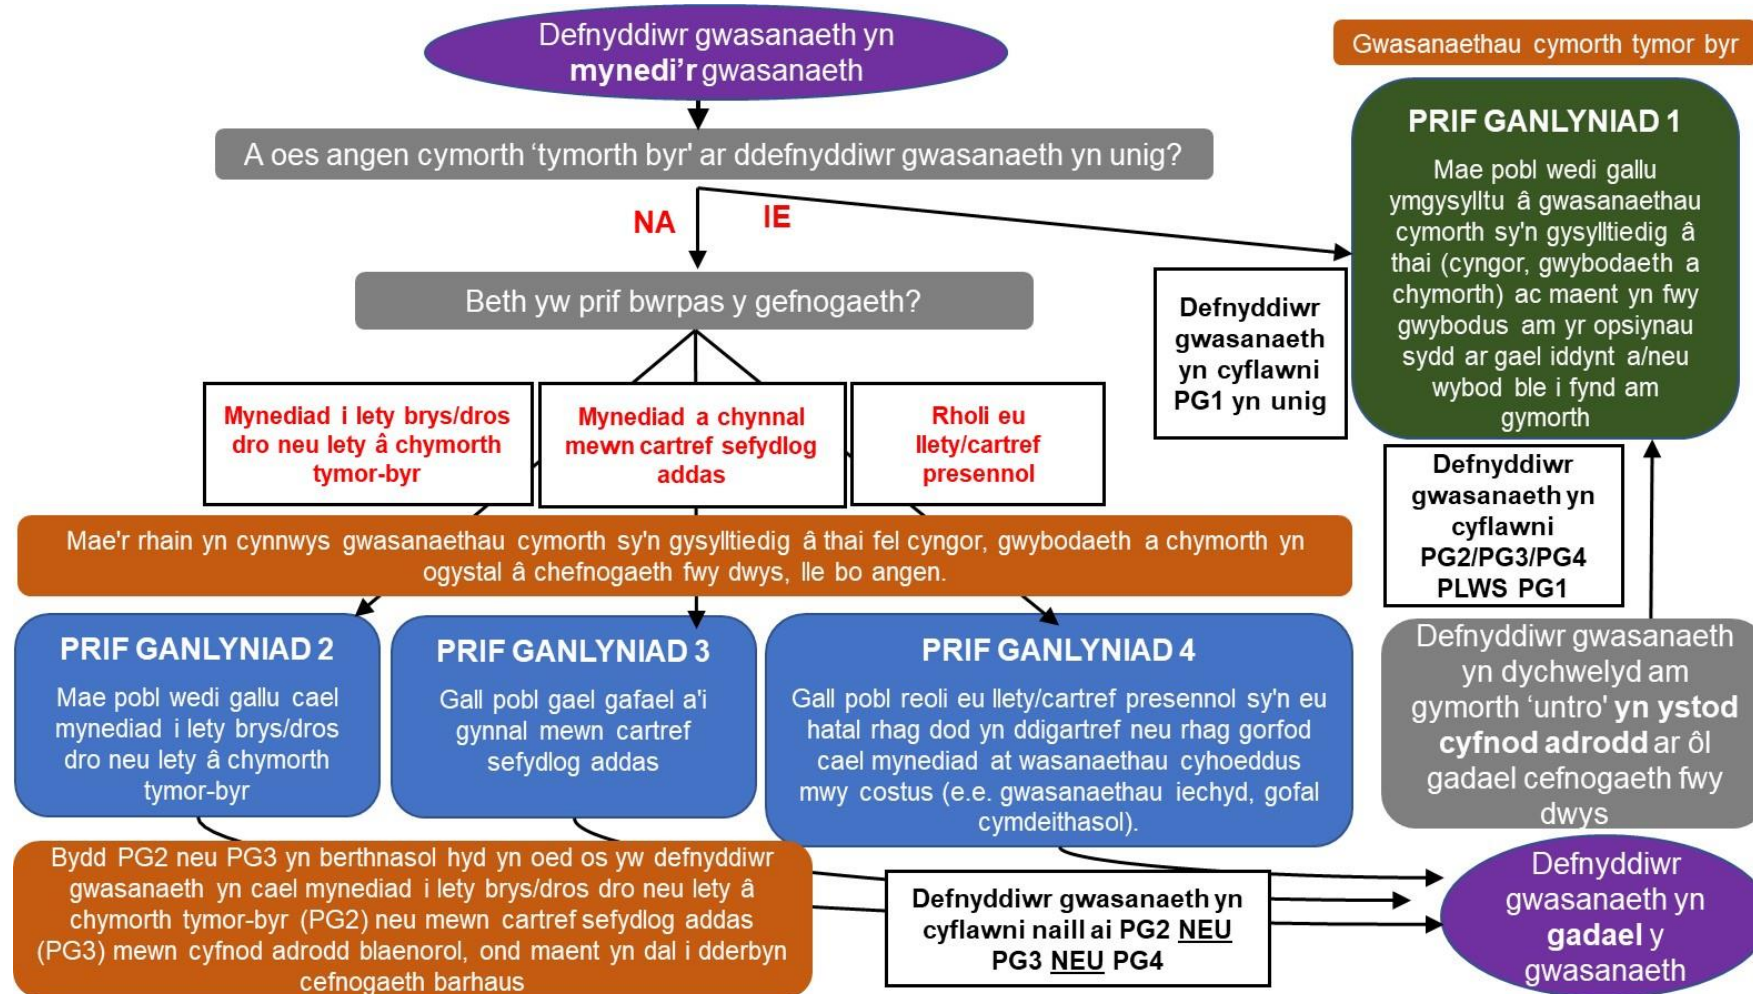 Defnyddiwr gwasanaeth yn
mynedi’r gwasanaeth
Gwasanaethau cymorth tymor byr
A oes angen cymorth ‘tymorth byr' ar ddefnyddiwr gwasanaeth yn unig?
NA
IE
PRIF GANLYNIAD 1
Mae pobl wedi gallu
ymgysylltu â gwasanaethau
cymorth sy'n gysylltiedig â
thai (cyngor, gwybodaeth a
chymorth) ac maent yn fwy
gwybodus am yr opsiynau
sydd ar gael iddynt a/neu
wybod ble i fynd am
gymorth
Beth yw prif bwrpas y gefnogaeth?
Defnyddiwr
gwasanaeth
yn cyflawni
PG1 yn unig
Mynediad i lety brys/dros
dro neu lety â chymorth
tymor-byr
Mynediad a chynnal
mewn cartref sefydlog
addas
Rholi eu
llety/cartref
presennol
Defnyddiwr
gwasanaeth yn
cyflawni
PG2/PG3/PG4
PLWS PG1
Mae'r rhain yn cynnwys gwasanaethau cymorth sy'n gysylltiedig â thai fel cyngor, gwybodaeth a chymorth yn
ogystal â chefnogaeth fwy dwys, lle bo angen.
PRIF GANLYNIAD 2
Mae pobl wedi gallu cael
mynediad i lety brys/dros
dro neu lety â chymorth
tymor-byr
PRIF GANLYNIAD 3
Gall pobl gael gafael a'i
gynnal mewn cartref
sefydlog addas
PRIF GANLYNIAD 4
Gall pobl reoli eu llety/cartref presennol sy'n eu
hatal rhag dod yn ddigartref neu rhag gorfod
cael mynediad at wasanaethau cyhoeddus
mwy costus (e.e. gwasanaethau iechyd, gofal
cymdeithasol).
Defnyddiwr gwasanaeth
yn dychwelyd am
gymorth ‘untro' yn ystod
cyfnod adrodd ar ôl
gadael cefnogaeth fwy
dwys
Bydd PG2 neu PG3 yn berthnasol hyd yn oed os yw defnyddiwr
gwasanaeth yn cael mynediad i lety brys/dros dro neu lety â
chymorth tymor-byr (PG2) neu mewn cartref sefydlog addas
(PG3) mewn cyfnod adrodd blaenorol, ond maent yn dal i dderbyn
cefnogaeth barhaus
Defnyddiwr gwasanaeth yn
cyflawni naill ai PG2 NEU
PG3 NEU PG4
Defnyddiwr
gwasanaeth yn
gadael y
gwasanaeth